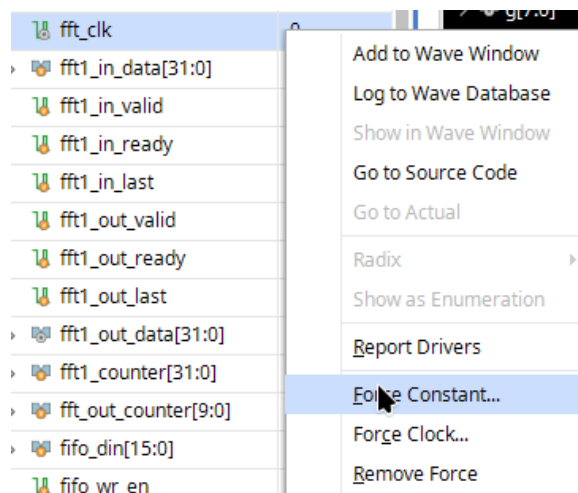 fft_clk
0
g[7:0]
fft1_in_data[31:0]
fft1_in_valid
fft1_in_ready
fft1_in_last
fft1_out_valid
fft1_out_ready
fft1_out_last
fft1_out_data[31:0]
fft1_counter[31:0]
fft_out_counter[9:0]
fifo_din[15:0]
fifo_wr_en
Add to Wave Window
Log to Wave Database
Show in Wave Window
Go to Source Code
Go to Actual
Radix
Show as Enumeration
Report Drivers
Force Constant...
Force Clock...
Remove Force